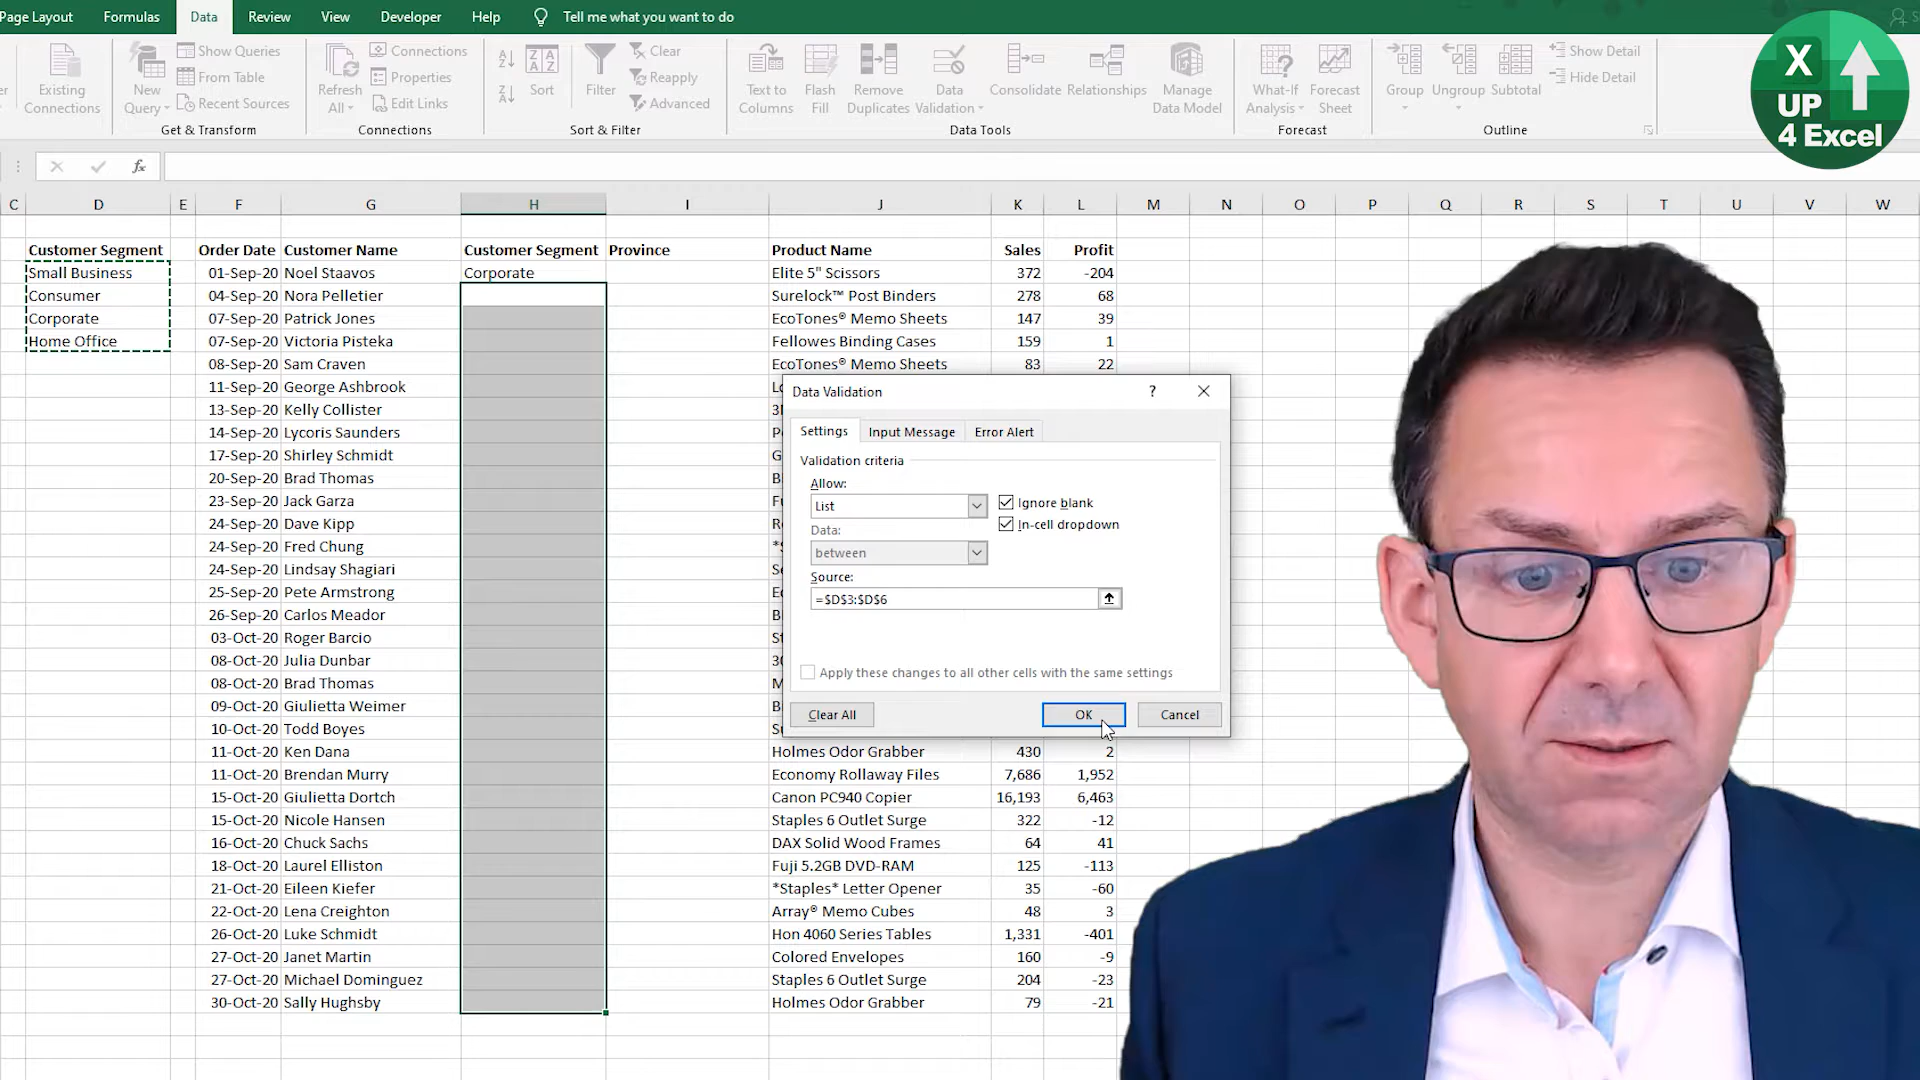 Page Layout Formulas Data Review View Developer Help Tell me what you want to do
Existing Connections
New Query
Show Queries
From Table
Recent Sources
Get & Transform
Refresh All
Connections
Properties
Edit Links
Connections
Sort
Filter
Clear
Reapply
Advanced
Sort & Filter
Text to Columns
Flash Fill
Remove Duplicates
Data Validation
Consolidate
Relationships
Manage Data Model
Data Tools
What-If Analysis
Forecast Sheet
Forecast
Group
Ungroup
Subtotal
Show Detail
Hide Detail
Outline
X
UP
4 Excel
fx
C D E F G H I J K L M N O P Q R S T U V W
Customer Segment Order Date Customer Name Customer Segment Province Product Name Sales Profit
Small Business 01-Sep-20 Noel Staavos Corporate Elite 5" Scissors 372 -204
Consumer 04-Sep-20 Nora Pelletier Surelock™ Post Binders 278 68
Corporate 07-Sep-20 Patrick Jones EcoTones® Memo Sheets 147 39
Home Office 07-Sep-20 Victoria Pisteka Fellowes Binding Cases 159 1
08-Sep-20 Sam Craven EcoTones® Memo Sheets 83 22
11-Sep-20 George Ashbrook
13-Sep-20 Kelly Collister
14-Sep-20 Lycoris Saunders
17-Sep-20 Shirley Schmidt
20-Sep-20 Brad Thomas
23-Sep-20 Jack Garza
24-Sep-20 Dave Kipp
24-Sep-20 Fred Chung
24-Sep-20 Lindsay Shagiari
25-Sep-20 Pete Armstrong
26-Sep-20 Carlos Meador
03-Oct-20 Roger Barcio
08-Oct-20 Julia Dunbar
08-Oct-20 Brad Thomas
09-Oct-20 Giulietta Weimer
10-Oct-20 Todd Boyes
11-Oct-20 Ken Dana Holmes Odor Grabber 430 2
11-Oct-20 Brendan Murry Economy Rollaway Files 7,686 1,952
15-Oct-20 Giulietta Dortch Canon PC940 Copier 16,193 6,463
15-Oct-20 Nicole Hansen Staples 6 Outlet Surge 322 -12
16-Oct-20 Chuck Sachs DAX Solid Wood Frames 64 41
18-Oct-20 Laurel Elliston Fuji 5.2GB DVD-RAM 125 -113
21-Oct-20 Eileen Kiefer *Staples* Letter Opener 35 -60
22-Oct-20 Lena Creighton Array® Memo Cubes 48 3
26-Oct-20 Luke Schmidt Hon 4060 Series Tables 1,331 -401
27-Oct-20 Janet Martin Colored Envelopes 160 -9
27-Oct-20 Michael Dominguez Staples 6 Outlet Surge 204 -23
30-Oct-20 Sally Hughsby Holmes Odor Grabber 79 -21
Data Validation ?
Settings Input Message Error Alert
Validation criteria
Allow:
List
Ignore blank
In-cell dropdown
Data:
between
Source:
=$D$3:$D$6
Apply these changes to all other cells with the same settings
Clear All OK Cancel